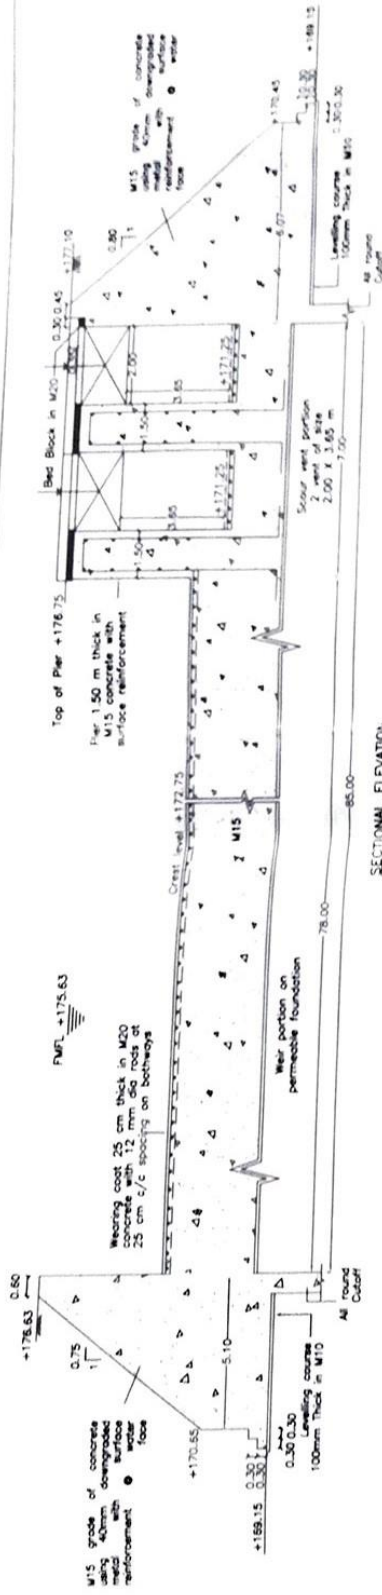 +176.63
0.60
M15 grade of concrete
using 40mm downgraded
metal with surface
reinforcement @ water
face
0.75
1
+170.65
5.10
0.30
0.30
+169.15
0.30 0.30
Levelling course
100mm Thick in M10
All round
Cutoff
FMFL +175.63
Wearing coat 25 cm thick in M20
concrete with 12 mm dia rods at
25 cm c/c spacing on bothways
Crest level +172.75
M15
Weir portion on
permeable foundation
78.00
85.00
SECTIONAL ELEVATION
Top of Pier +176.75
Pier 1.50 m thick in
M15 concrete with
surface reinforcement
Bed Block in M20
0.30 0.45
+177.10
1.50
3.65
+171.25
1.50
2.00
3.65
+171.25
Scour vent portion
2 vent of size
2.00 X 3.65 m
7.00
0.80
1
M15 grade of concrete
using 40mm downgraded
metal with surface
reinforcement @ water
face
+170.45
6.07
+169.15
0.30 0.30
Levelling course
100mm Thick in M10
All round
Cutoff